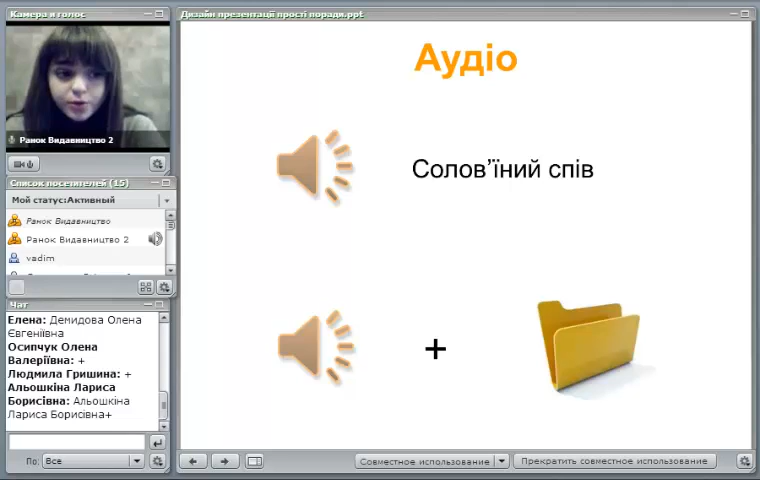 Камера и голос
Ранок Видавництво 2
Список посетителей (15)
Мой статус:Активный
Ранок Видавництво
Ранок Видавництво 2
vadim
Чат
Елена: Демидова Олена
Євгеніївна
Осипчук Олена
Валеріївна: +
Людмила Гришина: +
Альошкіна Лариса
Борисівна: Альошкіна
Лариса Борисівна+
По:
Все
Дизайн презентації прості поради.ppt
Аудіо
Солов’їний спів
+
Совместное использование
Прекратить совместное использование